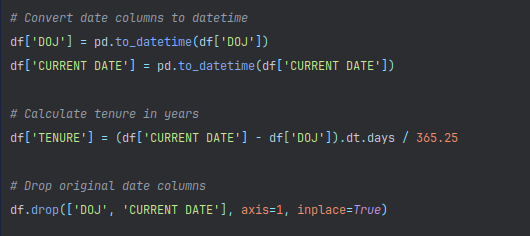 # Convert date columns to datetime
df['DOJ'] = pd.to_datetime(df['DOJ'])
df['CURRENT DATE'] = pd.to_datetime(df['CURRENT DATE'])
# Calculate tenure in years
df['TENURE'] = (df['CURRENT DATE'] - df['DOJ']).dt.days / 365.25
# Drop original date columns
df.drop(['DOJ', 'CURRENT DATE'], axis=1, inplace=True)